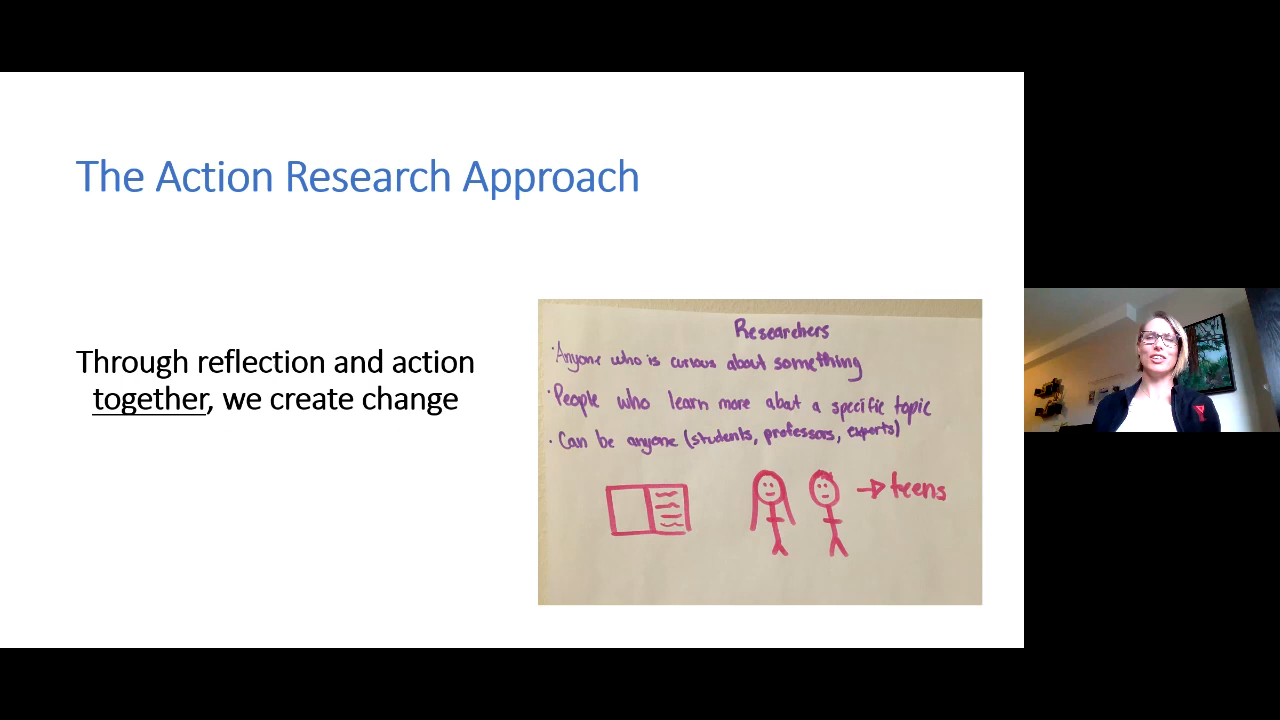 The Action Research Approach
Through reflection and action
together, we create change
Researchers
· Anyone who is curious about something
· People who learn more about a specific topic
· Can be anyone (students, professors, experts)
→ teens